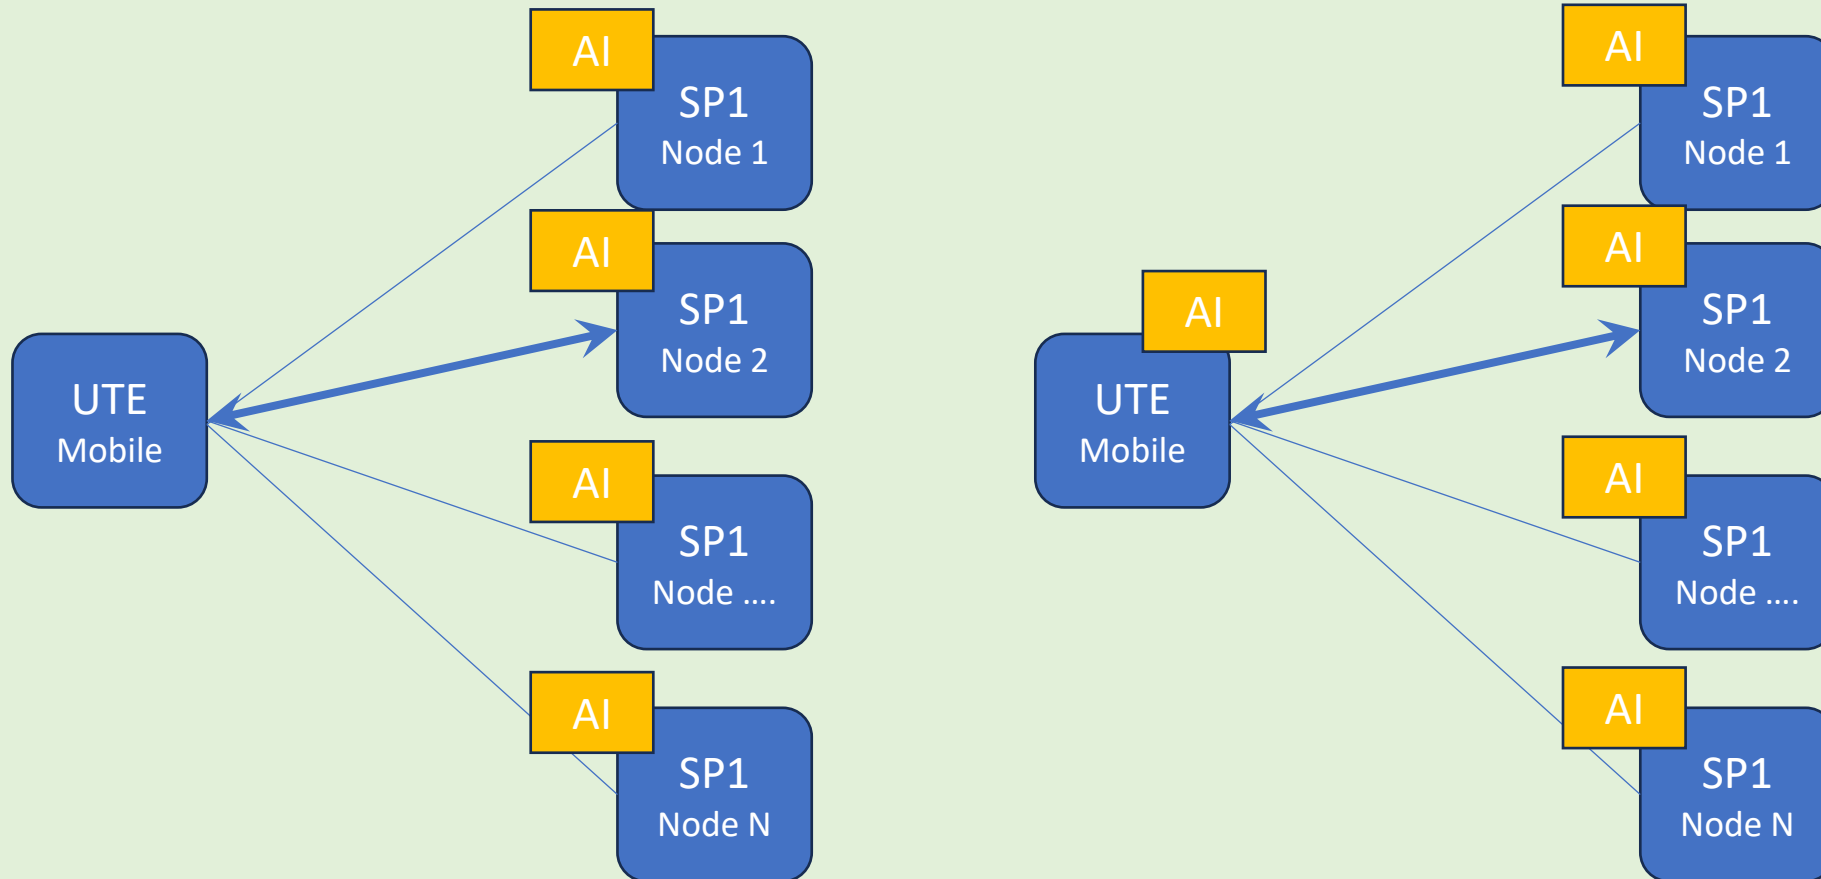 AI
SP1
Node 1
AI
SP1
Node 2
UTE
Mobile
AI
SP1
Node ....
AI
SP1
Node N
AI
SP1
Node 1
AI
SP1
Node 2
AI
UTE
Mobile
AI
SP1
Node ....
AI
SP1
Node N